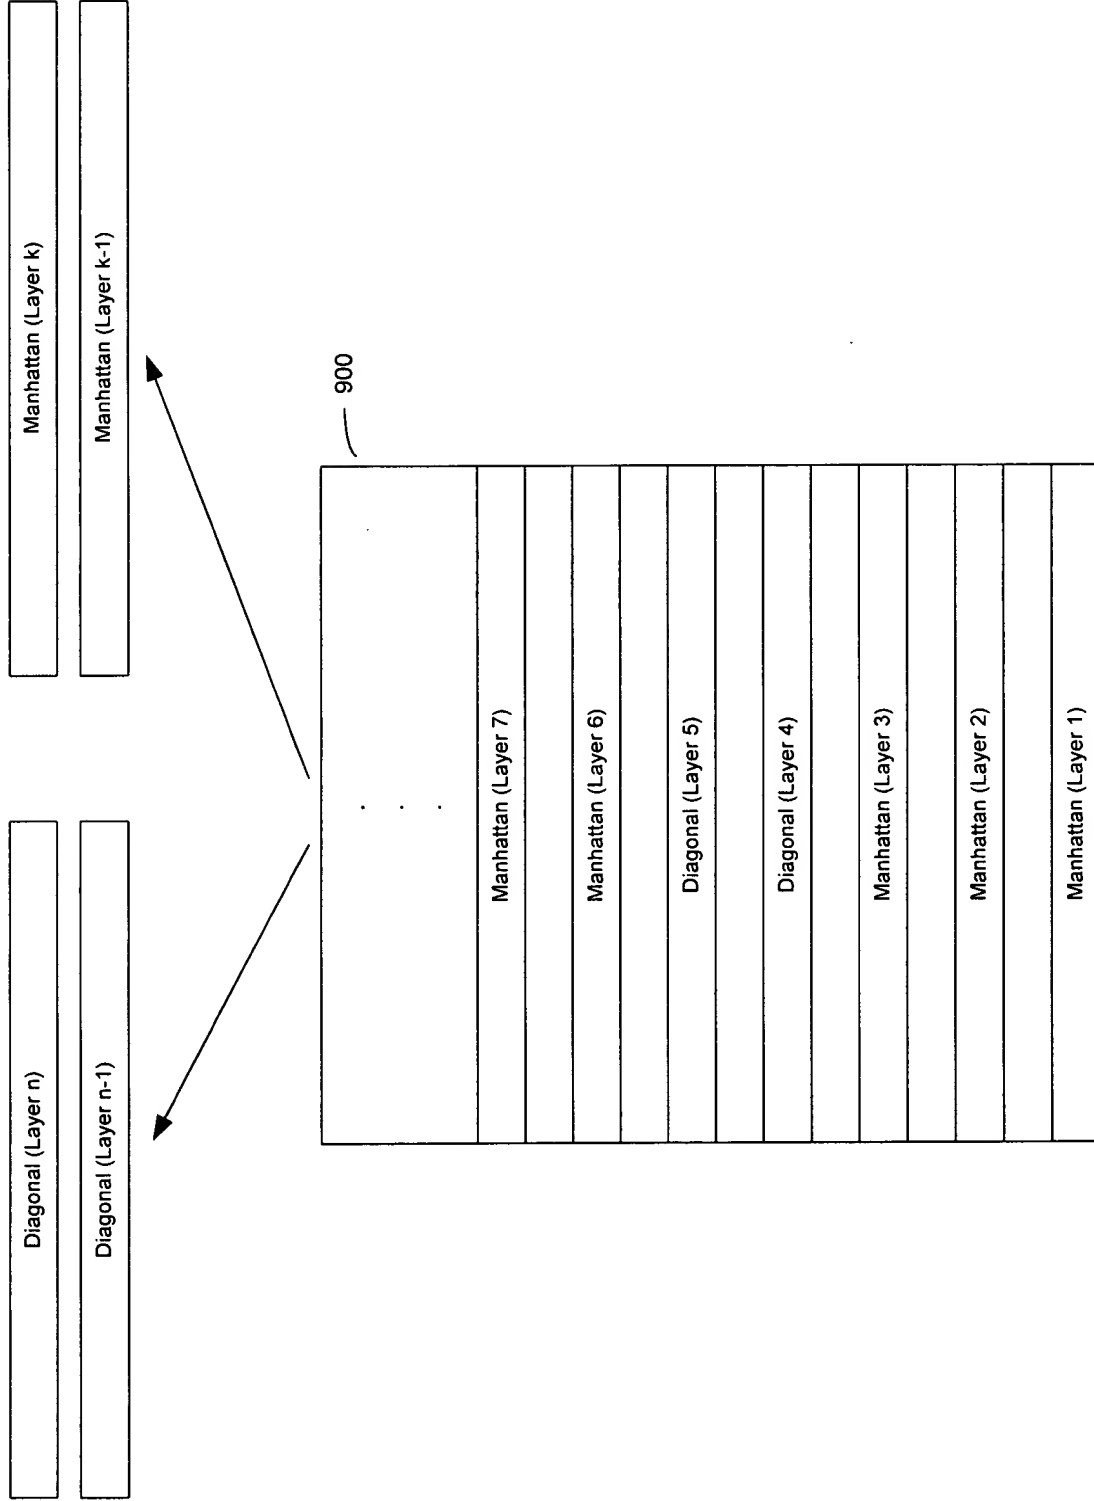 Diagonal (Layer n)
Manhattan (Layer k)
Diagonal (Layer n-1)
Manhattan (Layer k-1)
900
. . .
Manhattan (Layer 7)
Manhattan (Layer 6)
Diagonal (Layer 5)
Diagonal (Layer 4)
Manhattan (Layer 3)
Manhattan (Layer 2)
Manhattan (Layer 1)